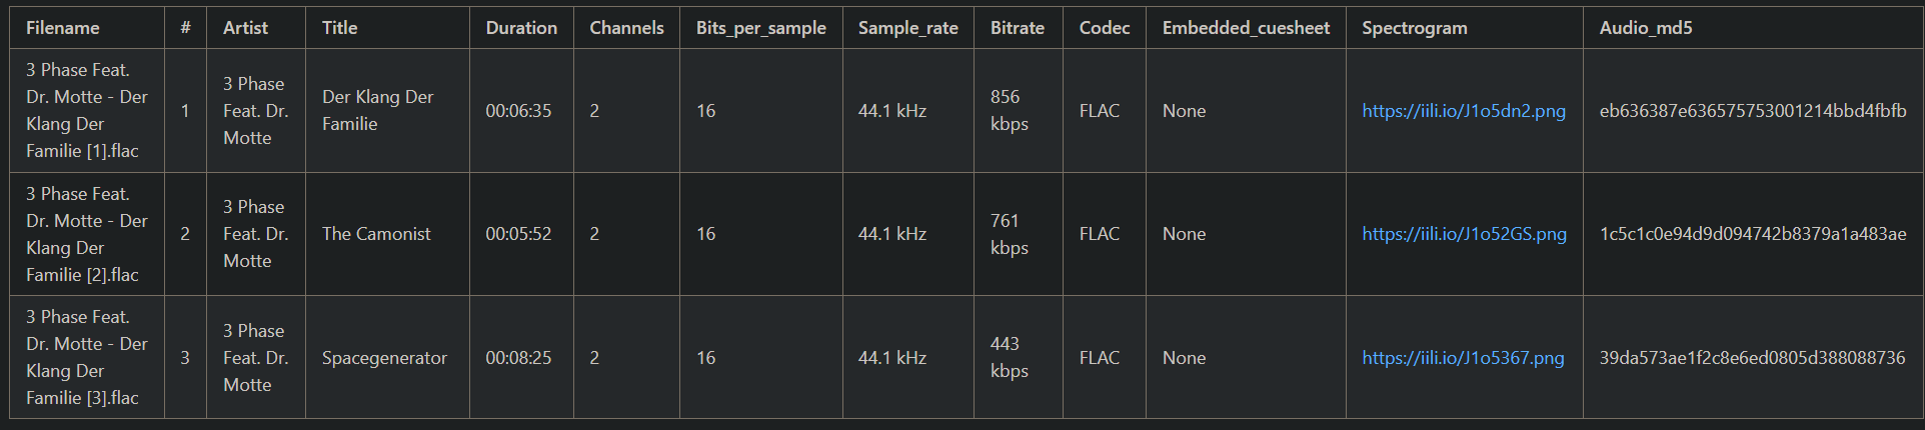 Filename # Artist Title Duration Channels Bits_per_sample Sample_rate Bitrate Codec Embedded_cuesheet Spectrogram Audio_md5
3 Phase Feat.
Dr. Motte - Der
Klang Der
Familie [1].flac
1
3 Phase
Feat. Dr.
Motte
Der Klang Der
Familie
00:06:35
2
16
44.1 kHz
856
kbps
FLAC
None
https://iili.io/J1o5dn2.png
eb636387e636575753001214bbd4fbfb
3 Phase Feat.
Dr. Motte - Der
Klang Der
Familie [2].flac
2
3 Phase
Feat. Dr.
Motte
The Camonist
00:05:52
2
16
44.1 kHz
761
kbps
FLAC
None
https://iili.io/J1o52GS.png
1c5c1c0e94d9d094742b8379a1a483ae
3 Phase Feat.
Dr. Motte - Der
Klang Der
Familie [3].flac
3
3 Phase
Feat. Dr.
Motte
Spacegenerator
00:08:25
2
16
44.1 kHz
443
kbps
FLAC
None
https://iili.io/J1o5367.png
39da573ae1f2c8e6ed0805d388088736